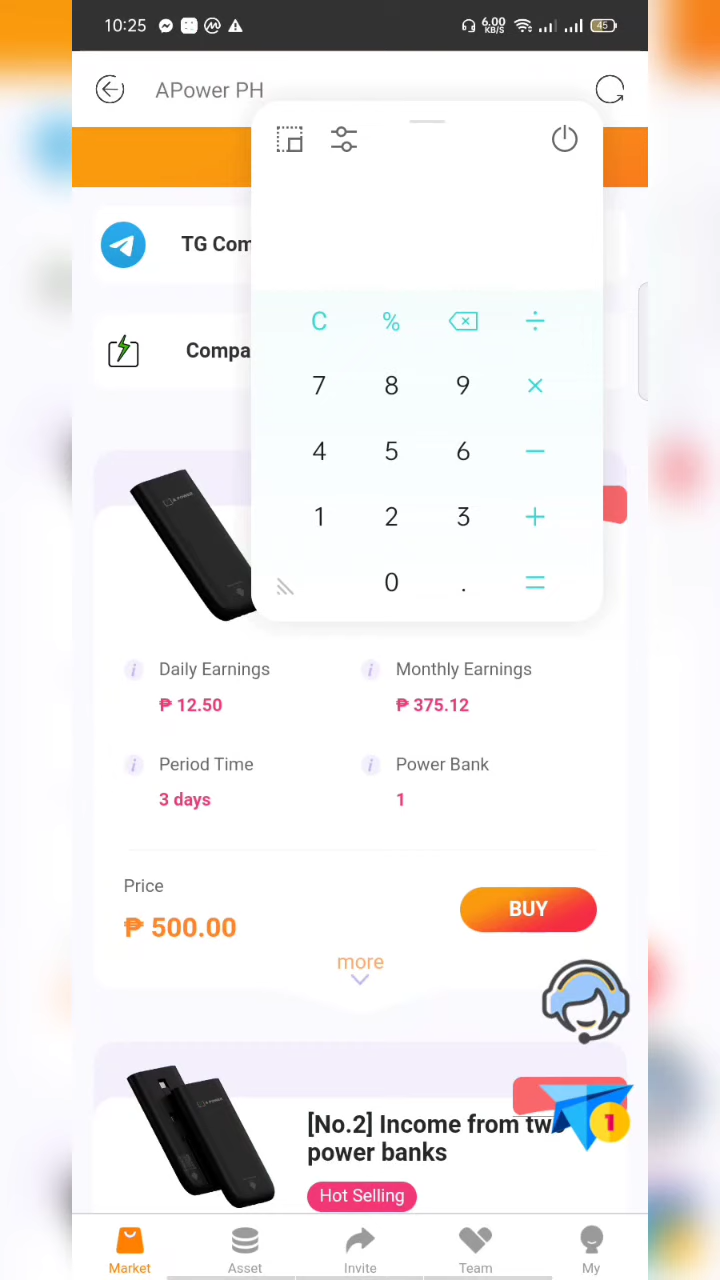 10:25
6.00
KB/S
45
APower PH
TG Com
Compa
C % ÷
7 8 9 ×
4 5 6 −
1 2 3 +
0 . =
Daily Earnings
₱ 12.50
Monthly Earnings
₱ 375.12
Period Time
3 days
Power Bank
1
Price
₱ 500.00
BUY
more
[No.2] Income from tw
power banks
Hot Selling
1
Market
Asset
Invite
Team
My